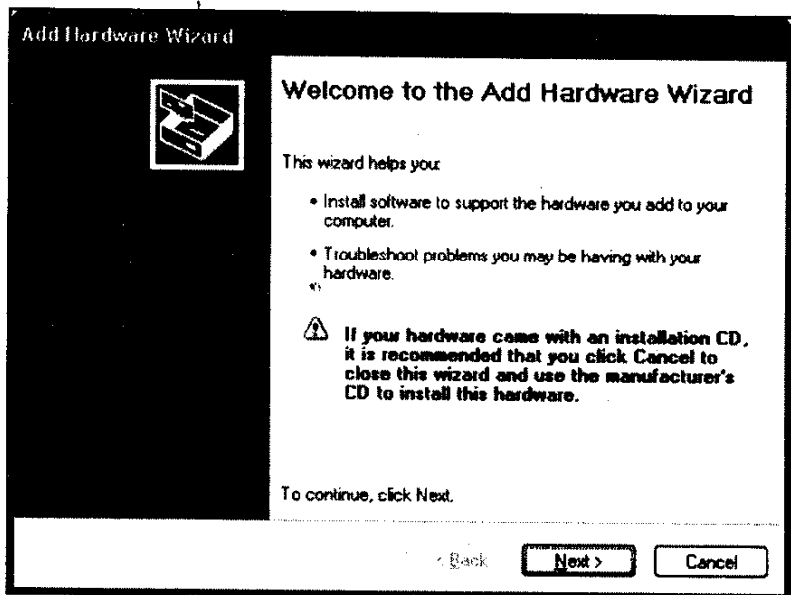 Add Hardware Wizard
Welcome to the Add Hardware Wizard
This wizard helps you:
• Install software to support the hardware you add to your
computer.
• Troubleshoot problems you may be having with your
hardware.
If your hardware came with an installation CD,
it is recommended that you click Cancel to
close this wizard and use the manufacturer's
CD to install this hardware.
To continue, click Next.
< Back
Next >
Cancel